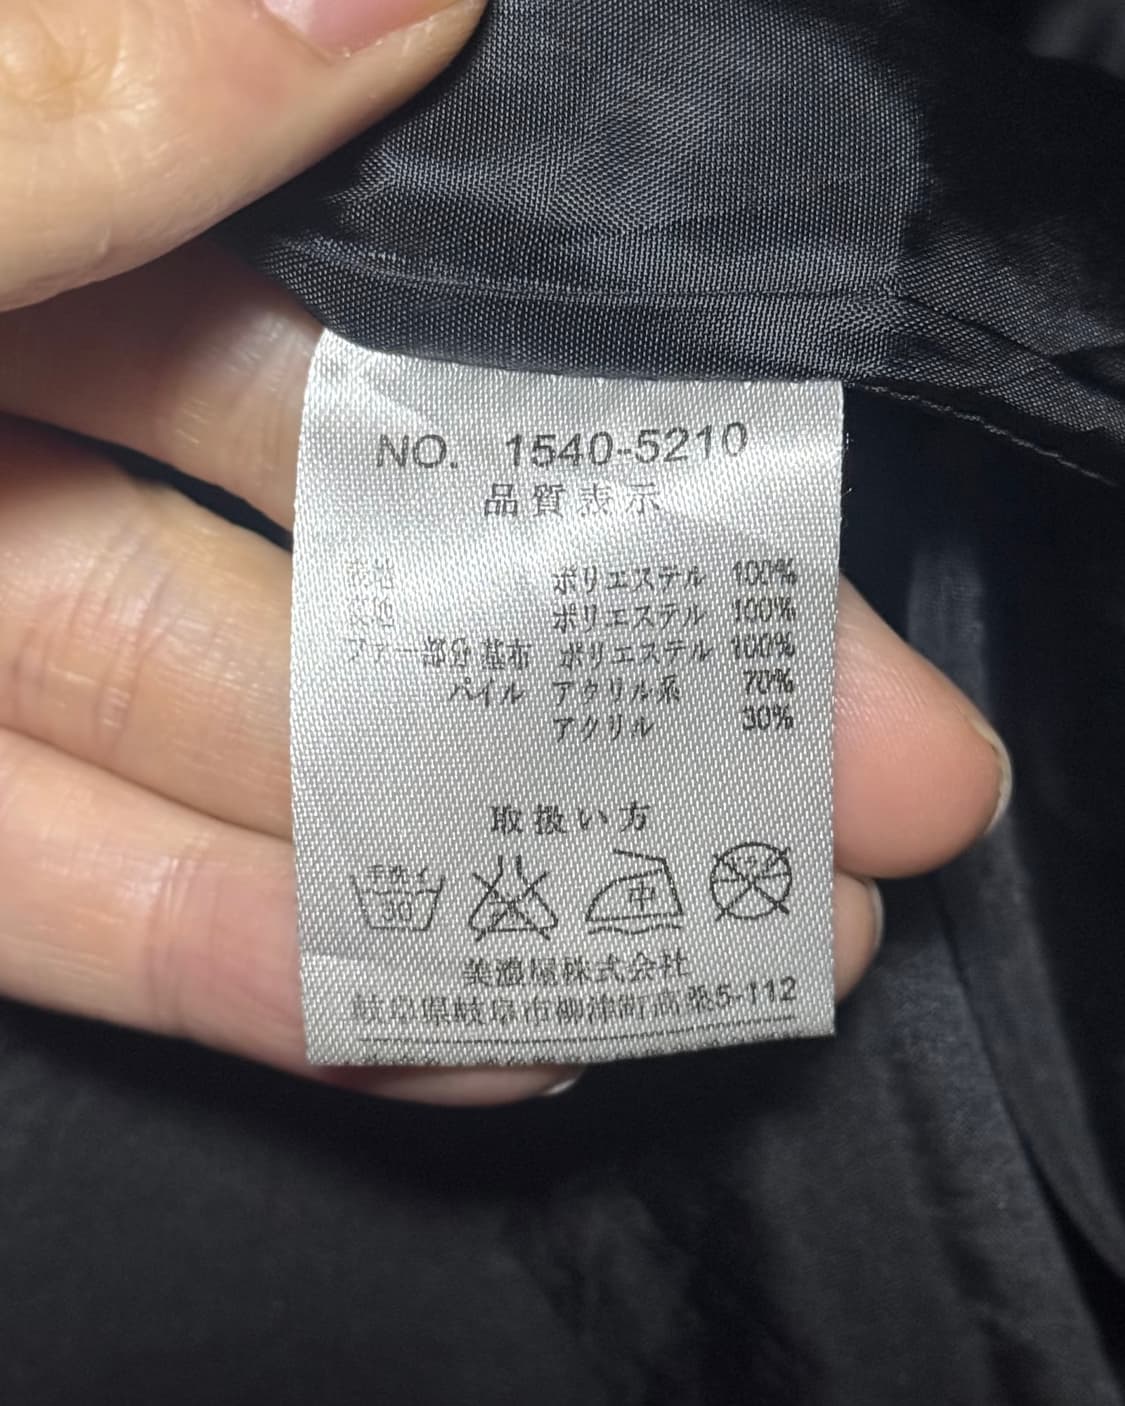 NO. 1540-5210
品質表示
表地 ポリエステル 100%
裏地 ポリエステル 100%
ファー部分 基布 ポリエステル 100%
パイル アクリル系 70%
アクリル 30%
取扱い方
手洗イ 30 中
美濃屋株式会社
岐阜県岐阜市柳津町高桑5-112